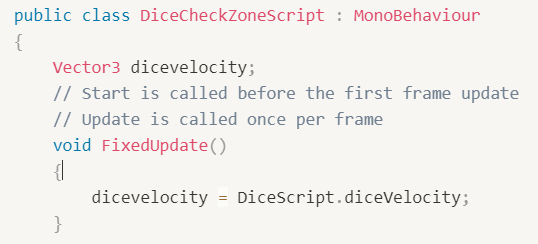 public class DiceCheckZoneScript : MonoBehaviour
{
    Vector3 dicevelocity;
    // Start is called before the first frame update
    // Update is called once per frame
    void FixedUpdate()
    {
        dicevelocity = DiceScript.diceVelocity;
    }